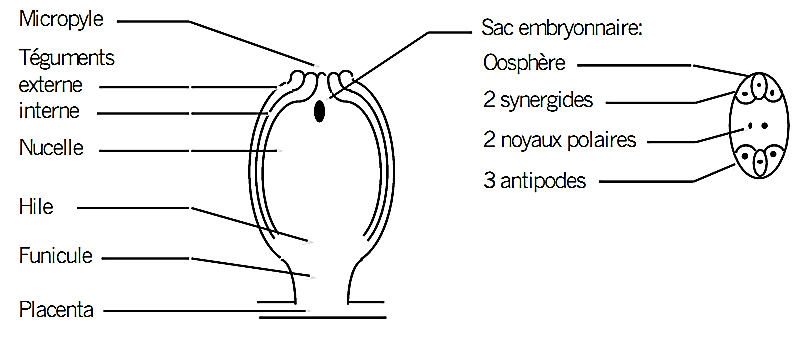 Micropyle
Téguments
externe
interne
Nucelle
Hile
Funicule
Placenta
Sac embryonnaire:
Oosphère
2 synergides
2 noyaux polaires
3 antipodes